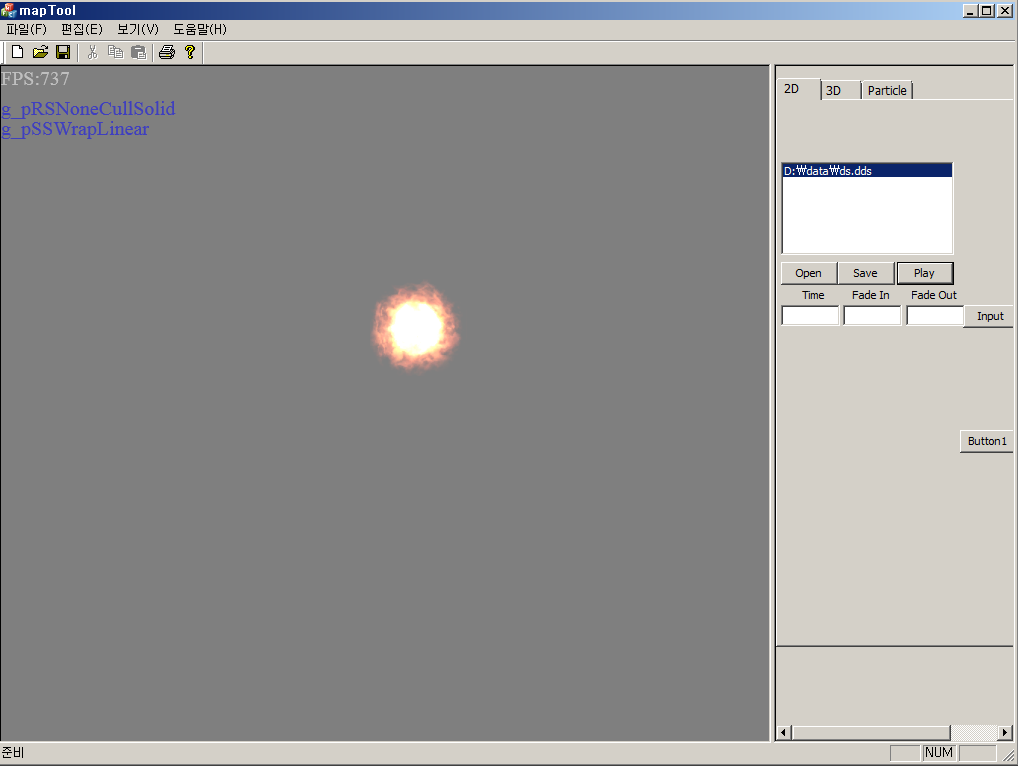 mapTool
파일(F) 편집(E) 보기(V) 도움말(H)
FPS:737
g_pRSNoneCullSolid
g_pSSWrapLinear
2D 3D Particle
D:₩data₩ds.dds
Open Save Play
Time Fade In Fade Out
Input
Button1
준비
NUM